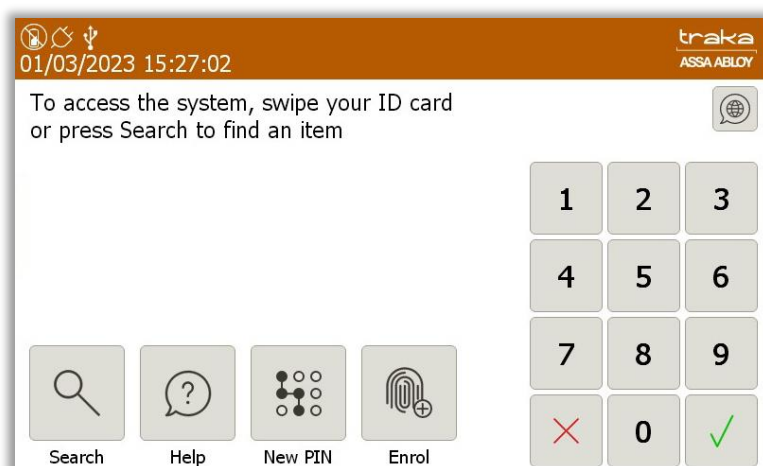 01/03/2023 15:27:02
traka
ASSA ABLOY
To access the system, swipe your ID card
or press Search to find an item
1 2 3
4 5 6
7 8 9
0
?
Search Help New PIN Enrol